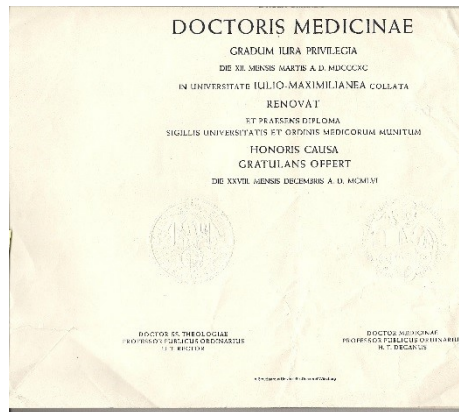 DOCTORIS MEDICINAE
GRADUM IURA PRIVILEGIA
DIE XII. MENSIS MARTIS A. D. MDCCCXC
IN UNIVERSITATE IULIO-MAXIMILIANEA COLLATA
RENOVAT
ET PRAESENS DIPLOMA
SIGILLIS UNIVERSITATIS ET ORDINIS MEDICORUM MUNITUM
HONORIS CAUSA
GRATULANS OFFERT
DIE XXVIII. MENSIS DECEMBRIS A. D. MCMLVI
DOCTOR SS. THEOLOGIAE
PROFESSOR PUBLICUS ORDINARIUS
H. T. RECTOR
DOCTOR MEDICINAE
PROFESSOR PUBLICUS ORDINARIUS
H. T. DECANUS